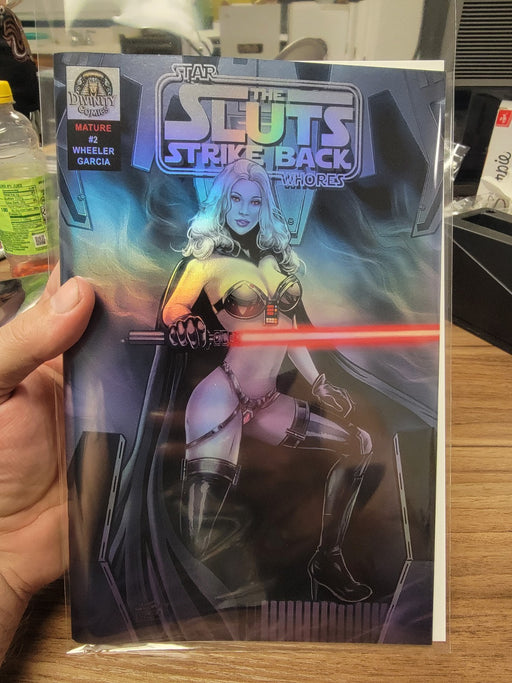 DIVINITY
COMICS
MATURE
#2
WHEELER
GARCIA
STAR
THE
SLUTS
STRIKE BACK
WHORES